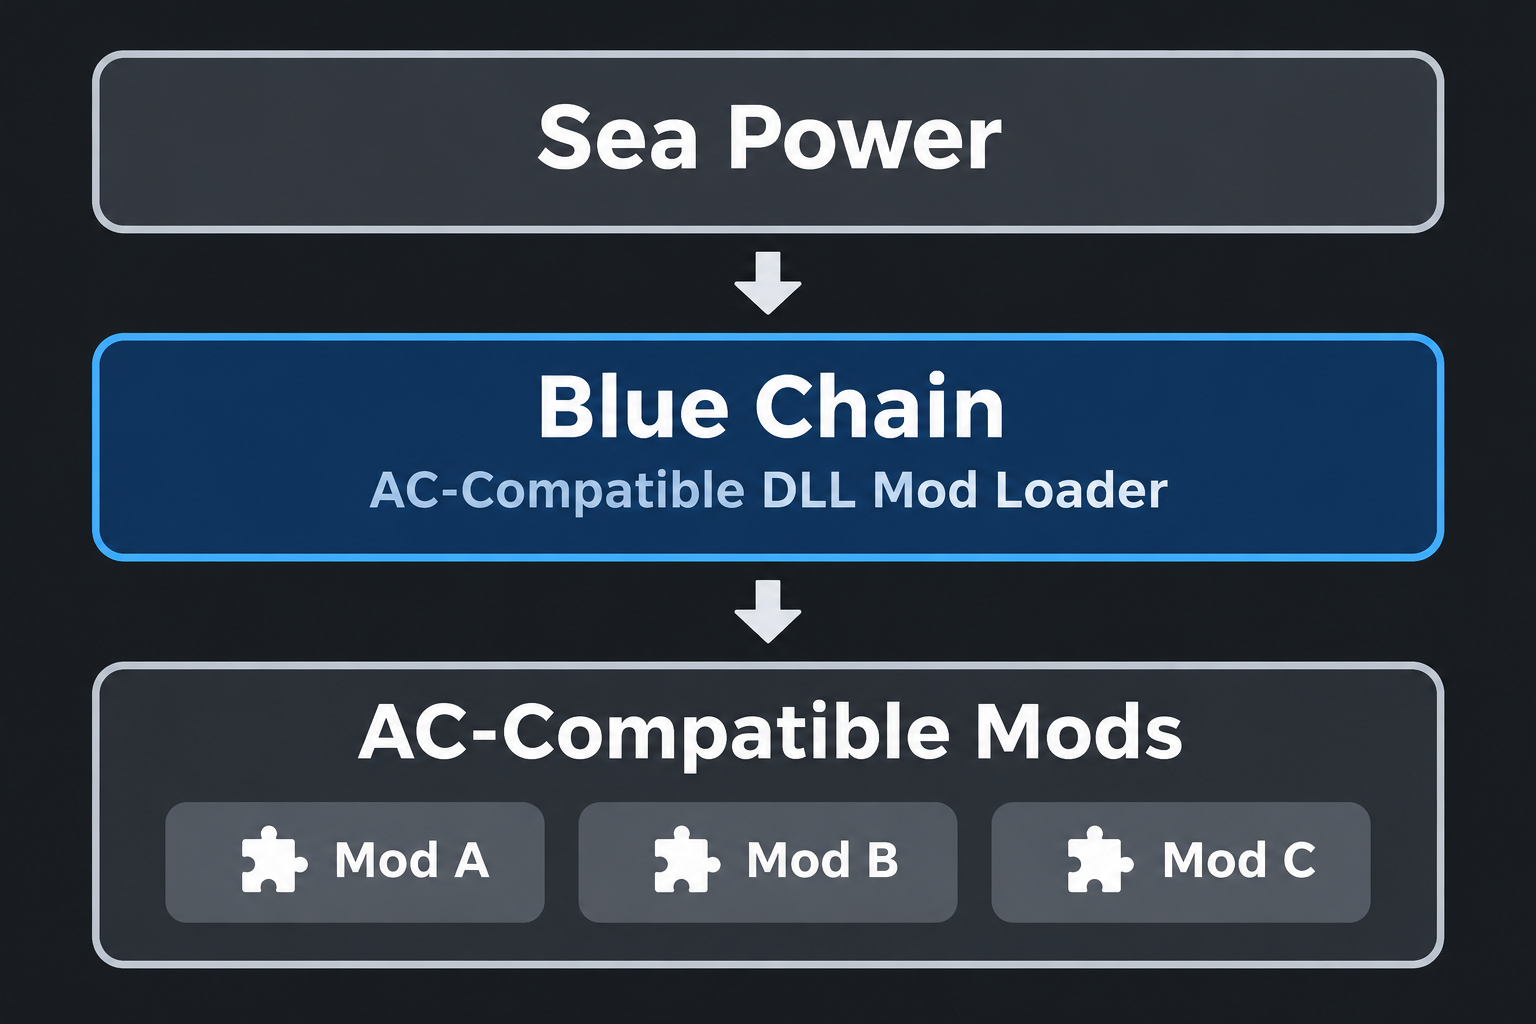 Sea Power
Blue Chain
AC-Compatible DLL Mod Loader
AC-Compatible Mods
Mod A
Mod B
Mod C